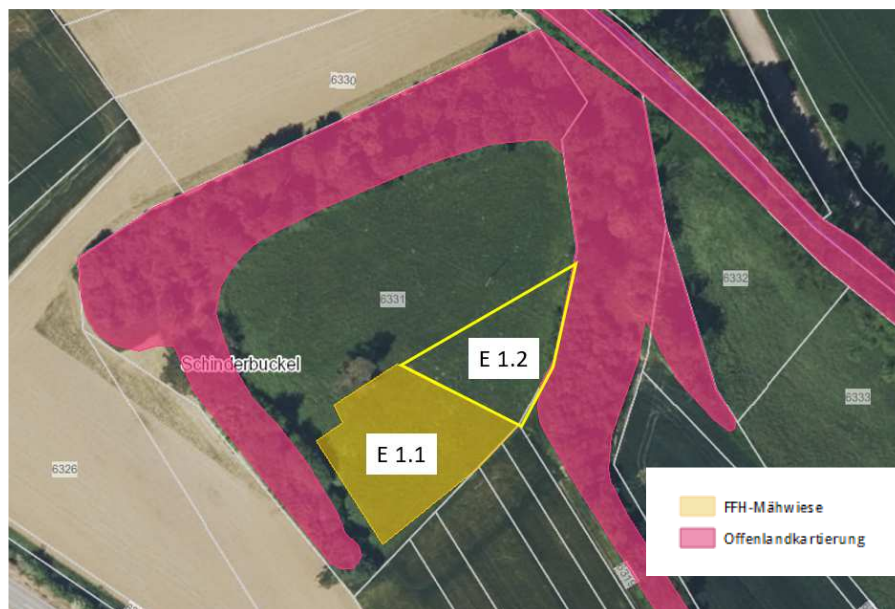 6330
6331
6332
Schinderbuckel
E 1.2
6333
E 1.1
6326
FFH-Mähwiese
Offenlandkartierung